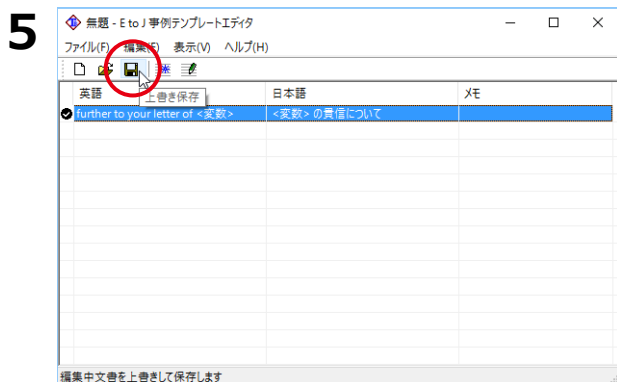 5
無題 - E to J 事例テンプレートエディタ
ファイル(F) 編集(E) 表示(V) ヘルプ(H)
上書き保存
英語 日本語 メモ
further to your letter of <変数> <変数> の貴信について
編集中文書を上書きして保存します